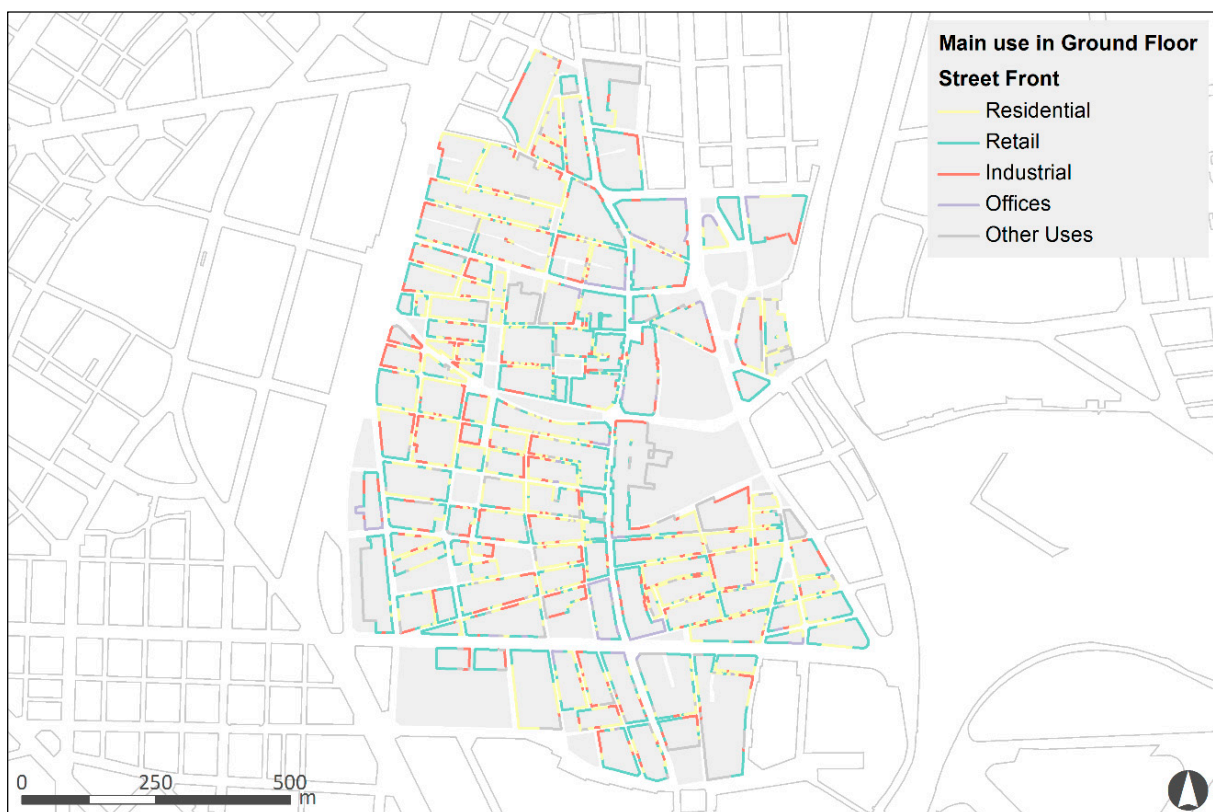 Main use in Ground Floor
Street Front
Residential
Retail
Industrial
Offices
Other Uses
0 250 500
m